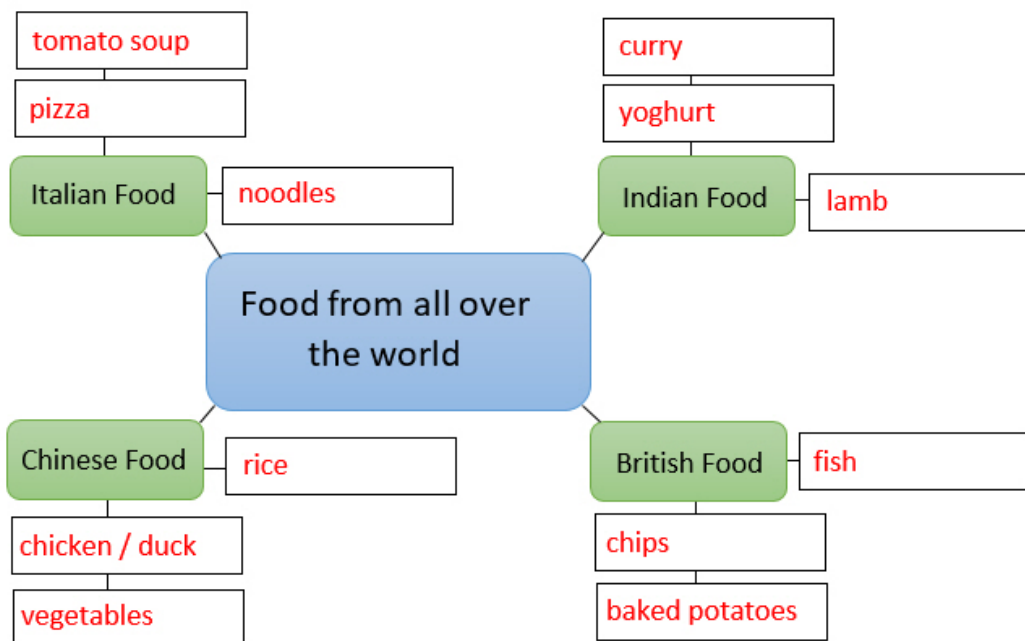 tomato soup
pizza
Italian Food
noodles
curry
yoghurt
Indian Food
lamb
Food from all over
the world
Chinese Food
rice
chicken / duck
vegetables
British Food
fish
chips
baked potatoes